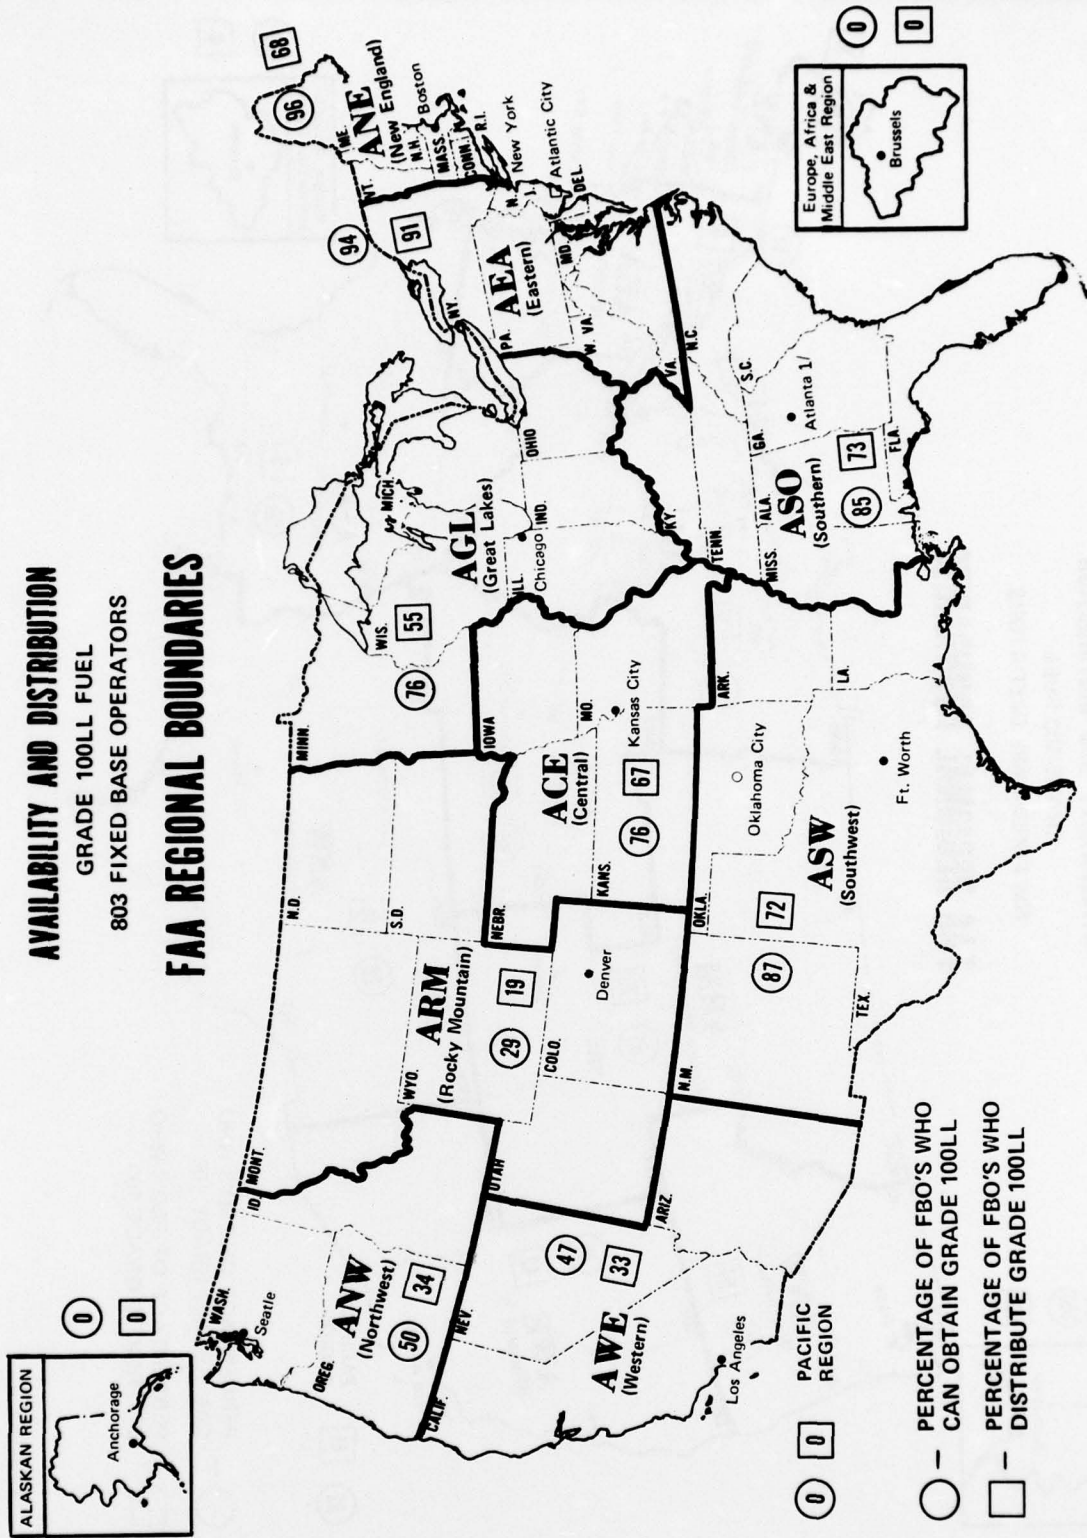 AVAILABILITY AND DISTRIBUTION
GRADE 100LL FUEL
803 FIXED BASE OPERATORS
FAA REGIONAL BOUNDARIES
ALASKAN REGION
Anchorage
0
0
WASH.
Seatle
OREG.
ID.
MONT.
ANW
(Northwest)
50
34
N.D.
S.D.
WYO.
ARM
(Rocky Mountain)
29
19
UTAH
COLO.
Denver
CALIF.
NEV.
ARIZ.
47
33
AWE
(Western)
Los Angeles
MINN.
WIS.
MICH.
76
55
AGL
(Great Lakes)
ILL.
Chicago
IND.
OHIO
NEBR.
IOWA
ACE
(Central)
KANS.
MO.
76
67
Kansas City
N.M.
OKLA.
ARK.
Oklahoma City
87
72
ASW
(Southwest)
TEX.
LA.
Ft. Worth
94
91
NY.
PA.
AEA
(Eastern)
N.
J.
New York
Atlantic City
MD.
DEL.
W. VA.
VA.
96
68
ME.
VT.
ANE
(New England)
N.H.
Boston
MASS.
CONN.
R.I.
KY.
TENN.
N.C.
S.C.
MISS.
ALA.
GA.
ASO
(Southern)
85
73
Atlanta 1/
FLA.
Europe, Africa &
Middle East Region
Brussels
0
0
0 0 PACIFIC
REGION
– PERCENTAGE OF FBO'S WHO
CAN OBTAIN GRADE 100LL
– PERCENTAGE OF FBO'S WHO
DISTRIBUTE GRADE 100LL